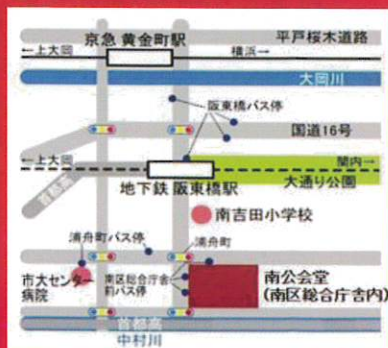 京急 黄金町駅
平戸桜木道路
←上大岡
横浜→
大岡川
阪東橋バス停
国道16号
←上大岡
関内→
首都高
地下鉄 阪東橋駅
大通り公園
南吉田小学校
浦舟町バス停
浦舟町
市大センター
病院
南区総合庁舎
前バス停
南公会堂
(南区総合庁舎内)
首都高
中村川